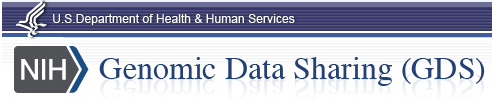 U.S.Department of Health & Human Services
NIH Genomic Data Sharing (GDS)